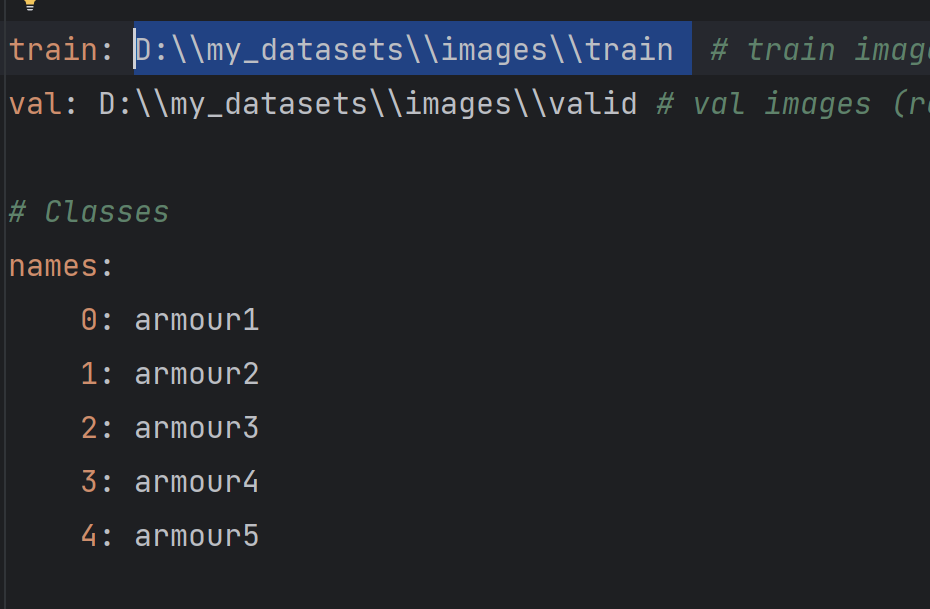 train: D:\\my_datasets\\images\\train  # train
val: D:\\my_datasets\\images\\valid # val images
# Classes
names:
0: armour1
1: armour2
2: armour3
3: armour4
4: armour5